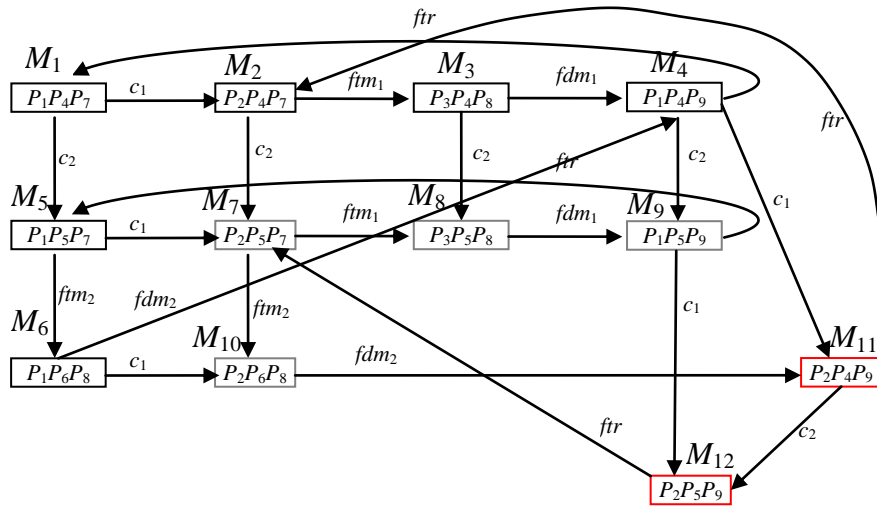 ftr
M1 M2 M3 M4
c1 ftm1 fdm1
P1P4P7 P2P4P7 P3P4P8 P1P4P9
ftr
c2 c2 c2 ftr c2
M5 M7 M8 M9 c1
c1 ftm1 fdm1
P1P5P7 P2P5P7 P3P5P8 P1P5P9
ftm2 fdm2 ftm2 c1
M6 M10 M11
c1 fdm2
P1P6P8 P2P6P8 P2P4P9
ftr c2
M12
P2P5P9